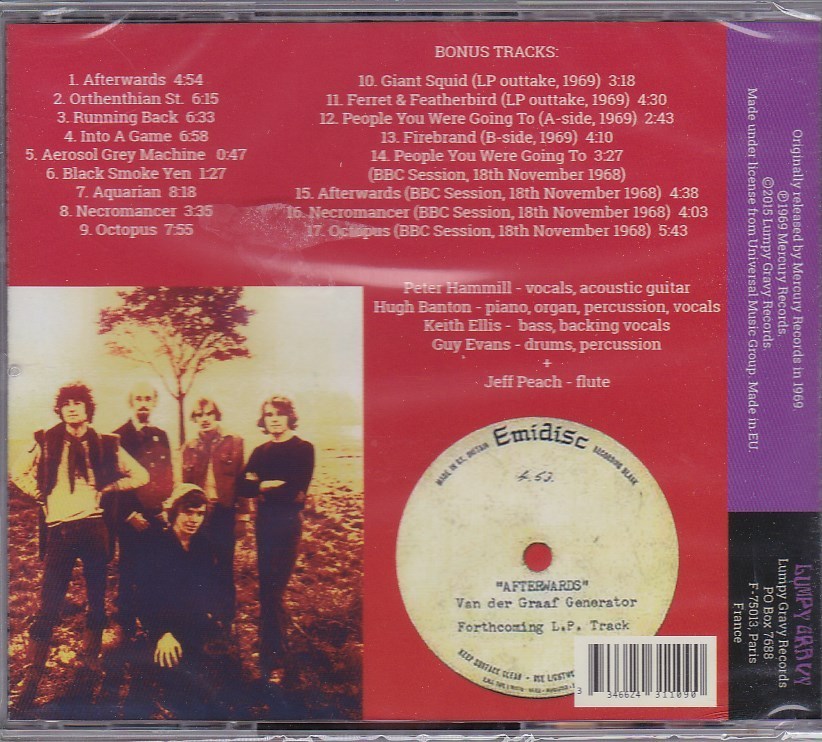 1. Afterwards 4:54
2. Orthenthian St. 6:15
3. Running Back 6:33
4. Into A Game 6:58
5. Aerosol Grey Machine 0:47
6. Black Smoke Yen 1:27
7. Aquarian 8:18
8. Necromancer 3:35
9. Octopus 7:55
BONUS TRACKS:
10. Giant Squid (LP outtake, 1969) 3:18
11. Ferret & Featherbird (LP outtake, 1969) 4:30
12. People You Were Going To (A-side, 1969) 2:43
13. Firebrand (B-side, 1969) 4:10
14. People You Were Going To 3:27
(BBC Session, 18th November 1968)
15. Afterwards (BBC Session, 18th November 1968) 4:38
16. Necromancer (BBC Session, 18th November 1968) 4:03
17. Octopus (BBC Session, 18th November 1968) 5:43
Peter Hammill - vocals, acoustic guitar
Hugh Banton - piano, organ, percussion, vocals
Keith Ellis - bass, backing vocals
Guy Evans - drums, percussion
+
Jeff Peach - flute
MADE IN GT. BRITAIN Emidisc RECORDING BLANK
4.53.
"AFTERWARDS"
Van der Graaf Generator
Forthcoming L.P. Track
KEEP SURFACE CLEAN - USE LIGHTWE
3 346624 311090
Originally released by Mercury Records in 1969.
℗1969 Mercury Records.
©2015 Lumpy Gravy Records.
Made under license from Universal Music Group. Made in EU.
LUMPY GRAVY
Lumpy Gravy Records
PO Box 7688
F-75013, Paris
France